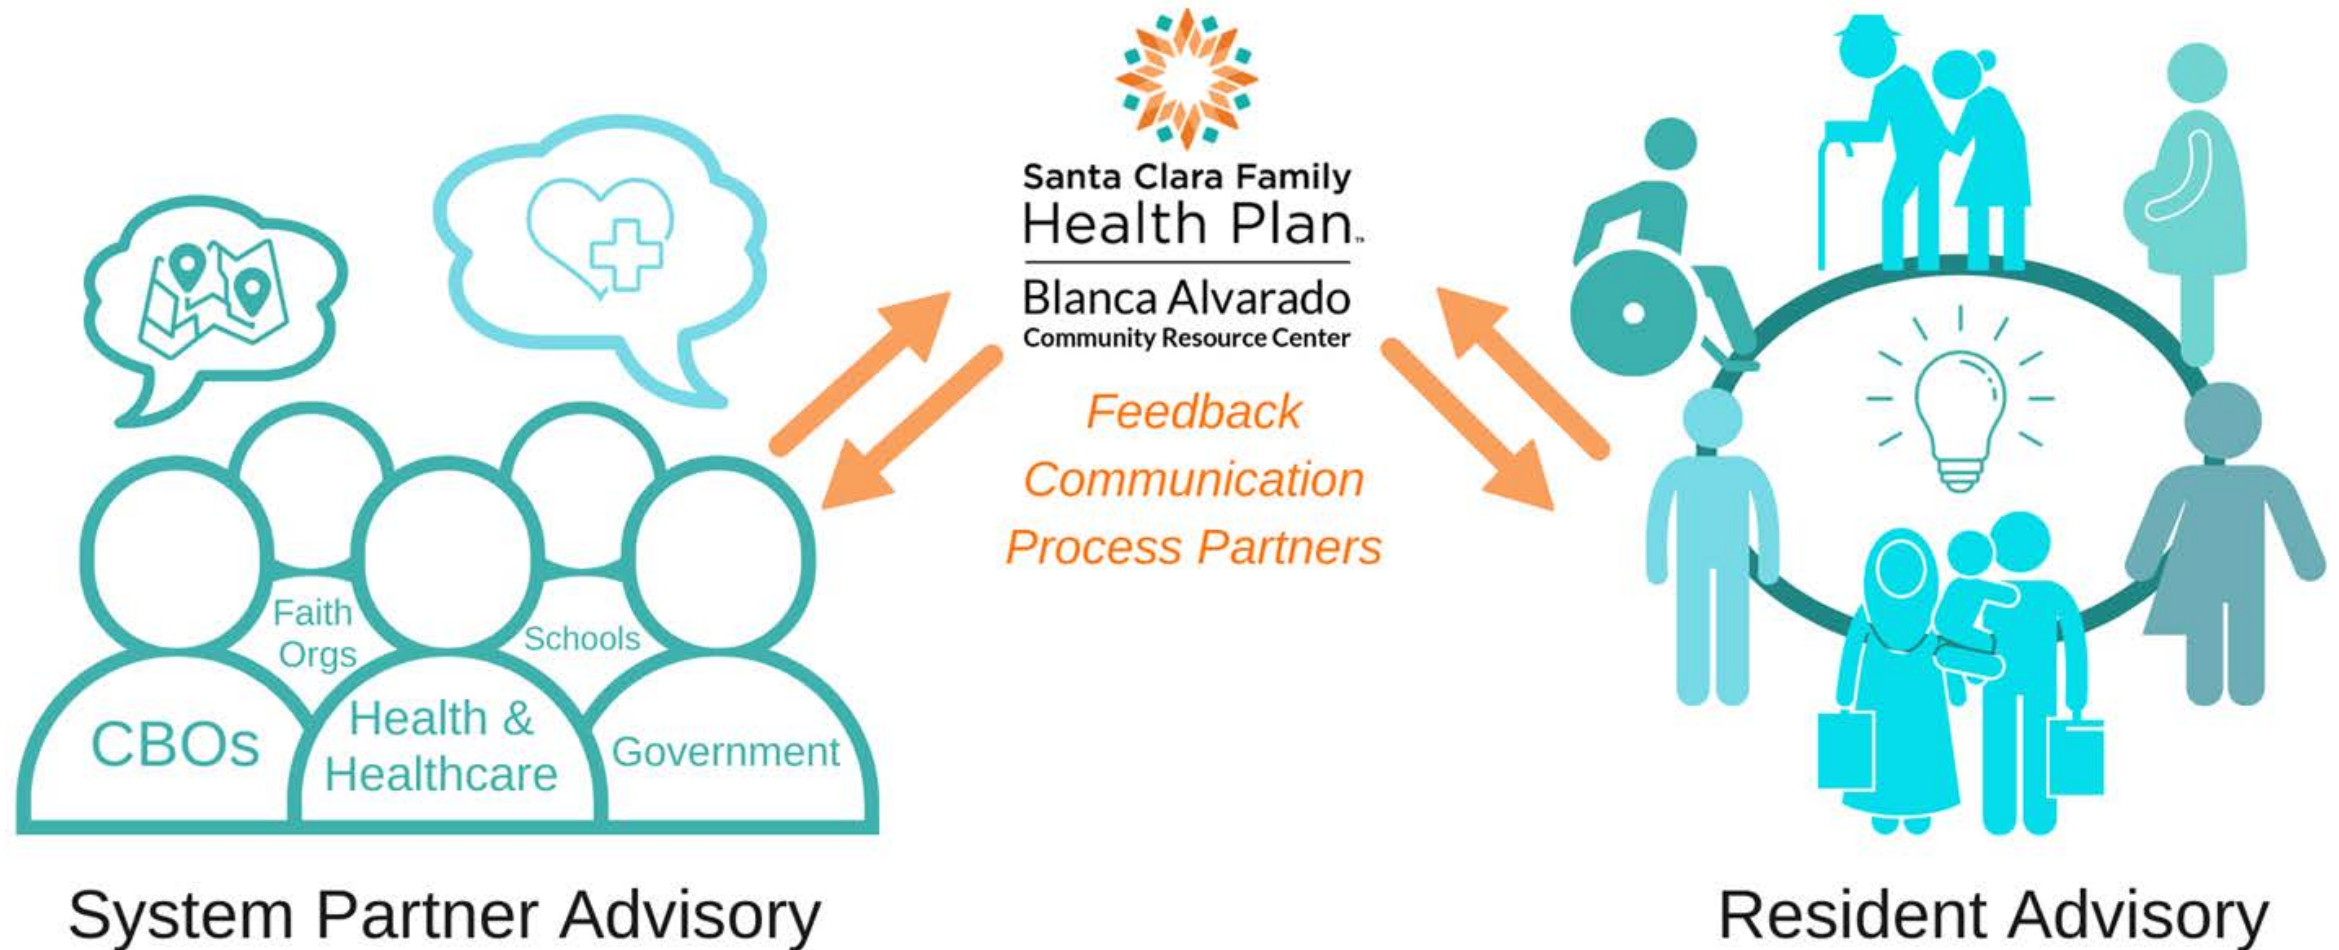 Santa Clara Family
Health Plan™
Blanca Alvarado
Community Resource Center
Feedback
Communication
Process Partners
Faith
Orgs
Schools
CBOs
Health &
Healthcare
Government
System Partner Advisory
Resident Advisory